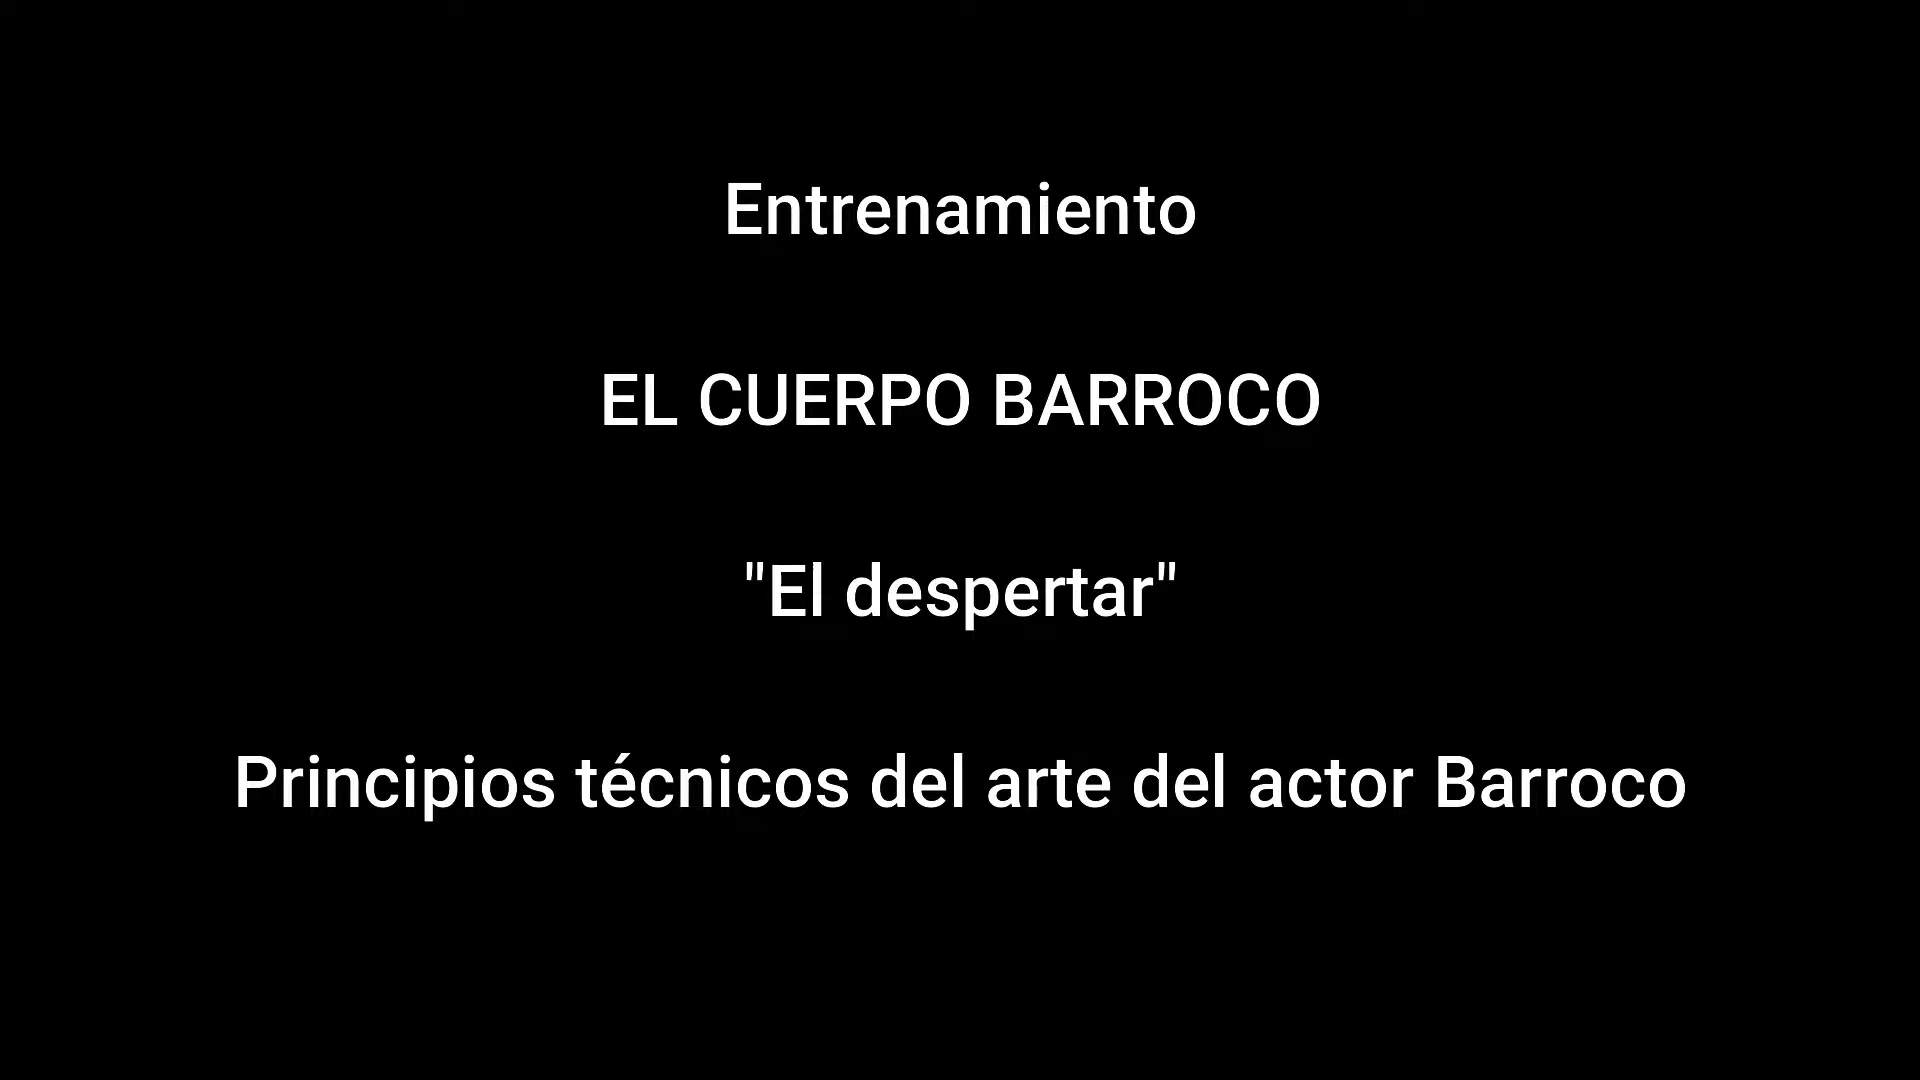 Entrenamiento
EL CUERPO BARROCO
"El despertar"
Principios técnicos del arte del actor Barroco